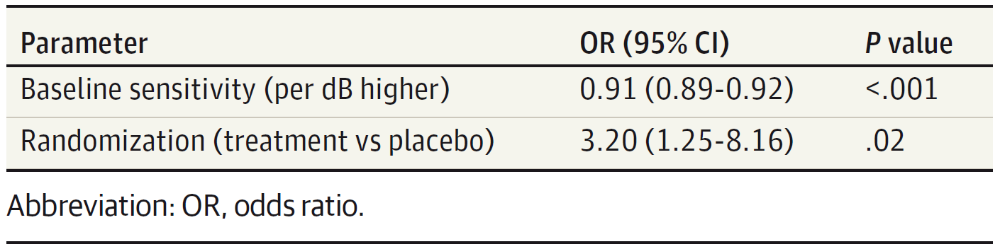 Parameter OR (95% CI) P value
Baseline sensitivity (per dB higher) 0.91 (0.89-0.92) <.001
Randomization (treatment vs placebo) 3.20 (1.25-8.16) .02
Abbreviation: OR, odds ratio.